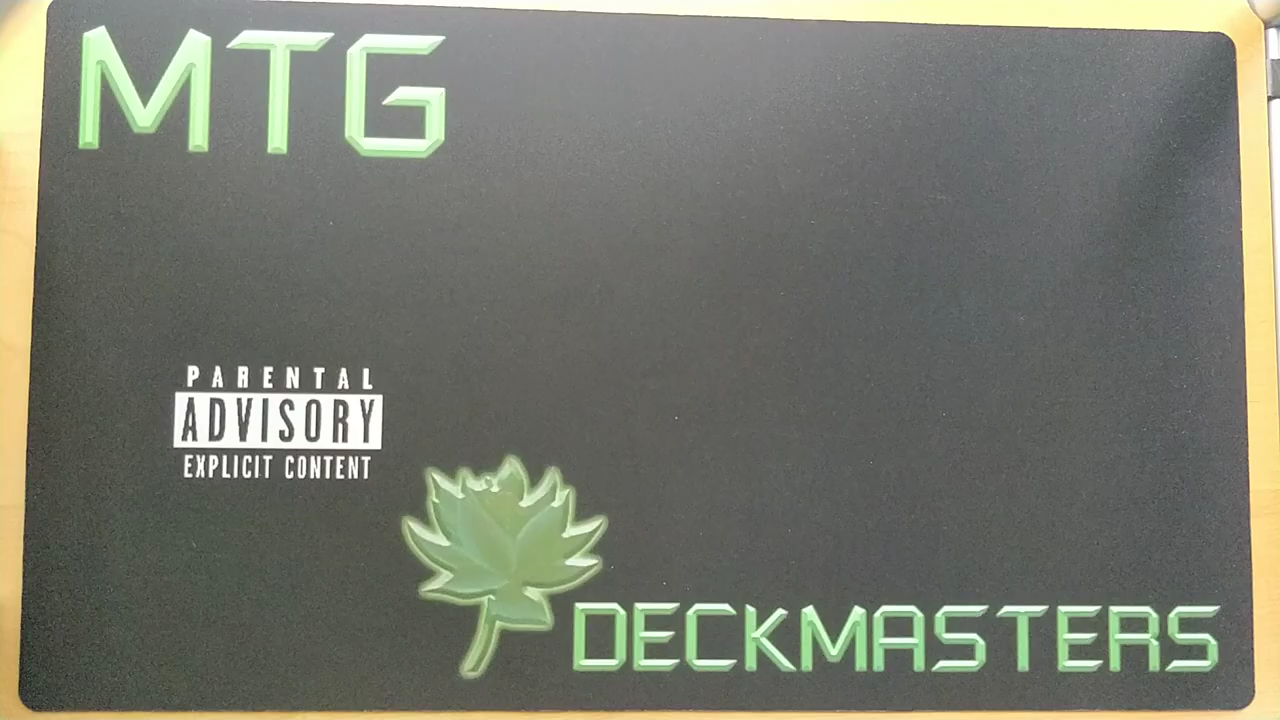 MTG
PARENTAL
ADVISORY
EXPLICIT CONTENT
DECKMASTERS